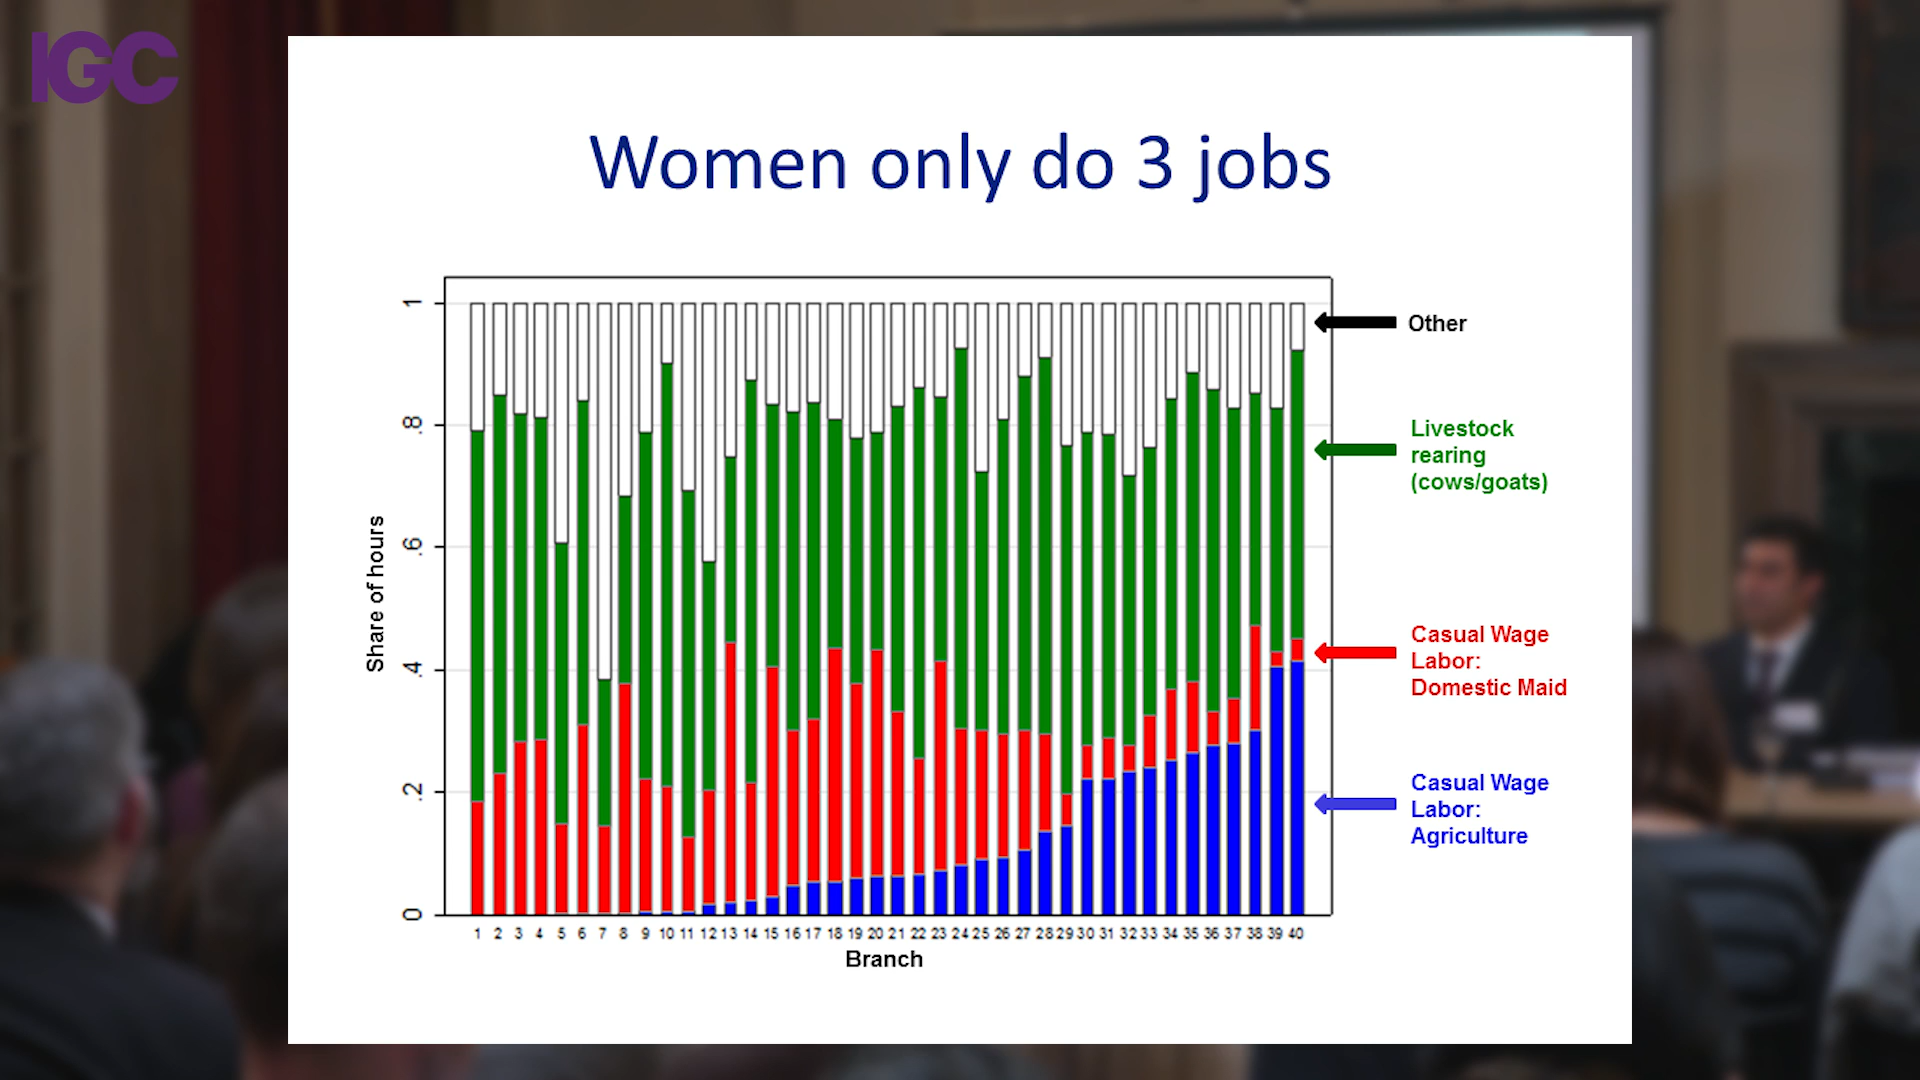 IGC
Women only do 3 jobs
1
.8
.6
.4
.2
0
Share of hours
1 2 3 4 5 6 7 8 9 10 11 12 13 14 15 16 17 18 19 20 21 22 23 24 25 26 27 28 29 30 31 32 33 34 35 36 37 38 39 40
Branch
Other
Livestock
rearing
(cows/goats)
Casual Wage
Labor:
Domestic Maid
Casual Wage
Labor:
Agriculture